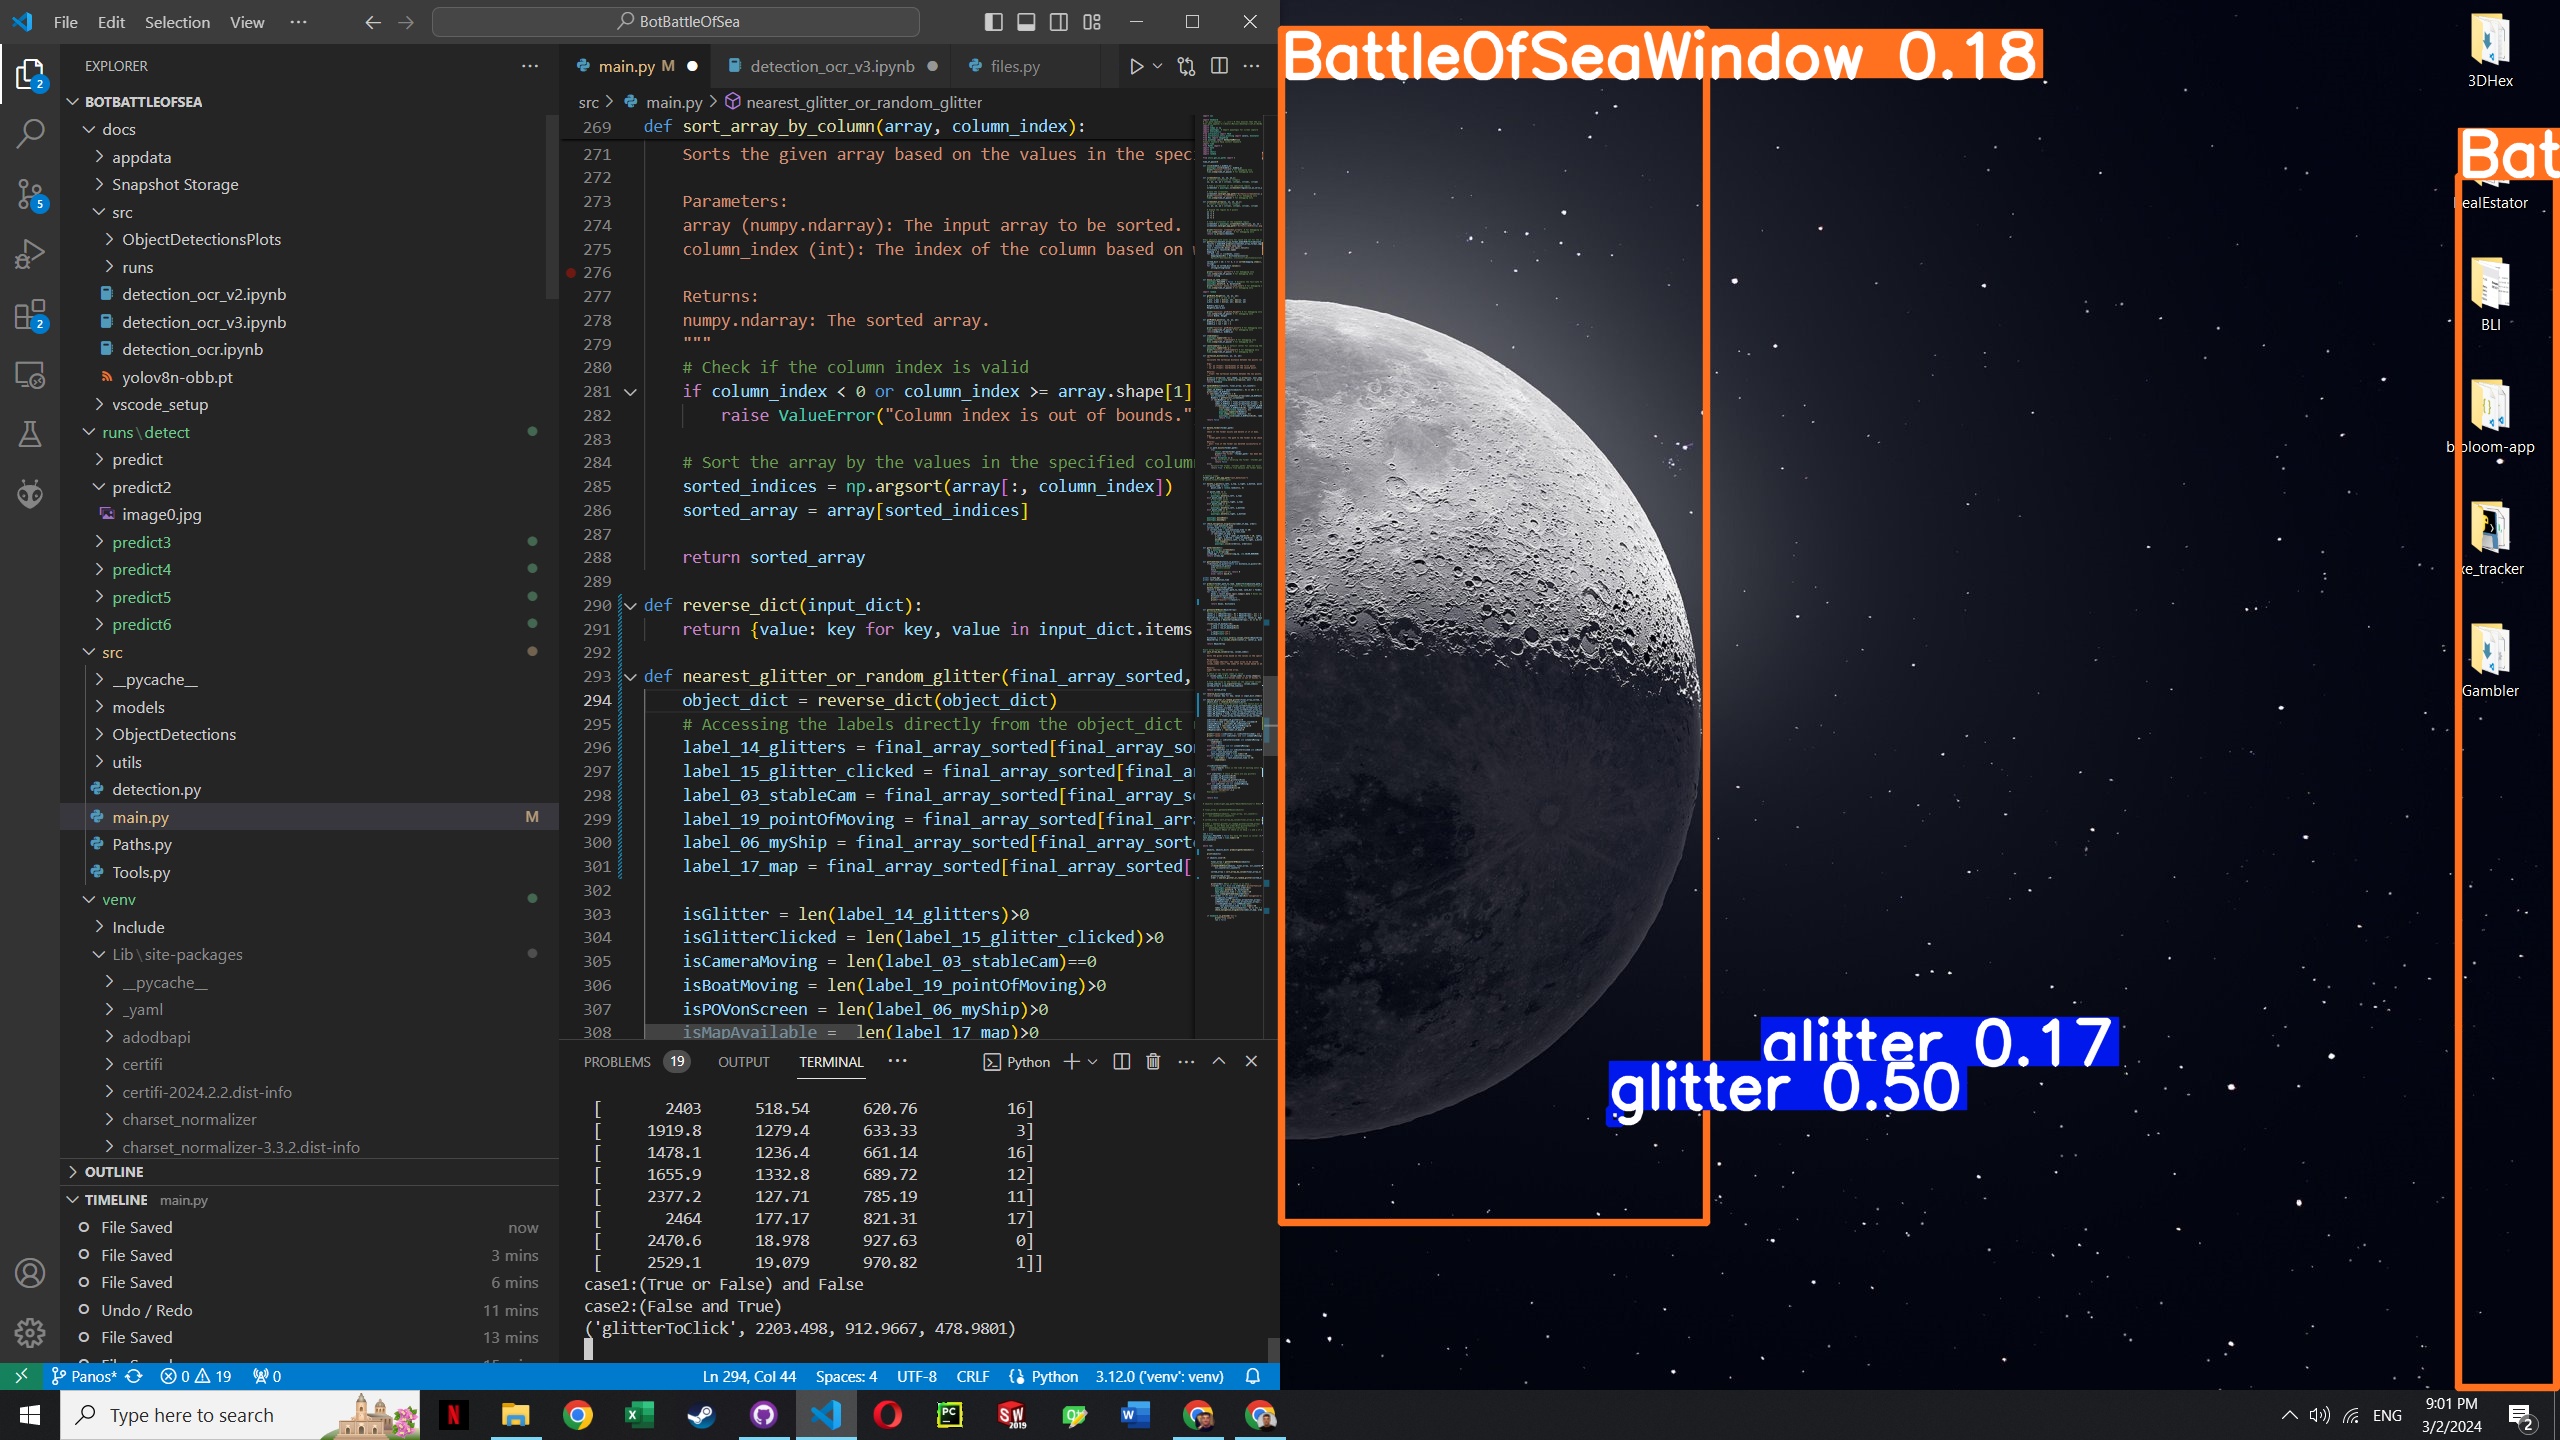 File Edit Selection View ··· BotBattleOfSea
EXPLORER
BOTBATTLEOFSEA
docs
appdata
Snapshot Storage
src
ObjectDetectionsPlots
runs
detection_ocr_v2.ipynb
detection_ocr_v3.ipynb
detection_ocr.ipynb
yolov8n-obb.pt
vscode_setup
runs\detect
predict
predict2
image0.jpg
predict3
predict4
predict5
predict6
src
__pycache__
models
ObjectDetections
utils
detection.py
main.py M
Paths.py
Tools.py
venv
Include
Lib\site-packages
__pycache__
_yaml
adodbapi
certifi
certifi-2024.2.2.dist-info
charset_normalizer
charset_normalizer-3.3.2.dist-info
OUTLINE
TIMELINE main.py
File Saved now
File Saved 3 mins
File Saved 6 mins
Undo / Redo 11 mins
File Saved 13 mins
2
5
2
main.py M detection_ocr_v3.ipynb files.py
src > main.py > nearest_glitter_or_random_glitter
269 def sort_array_by_column(array, column_index):
271 Sorts the given array based on the values in the spec
272
273 Parameters:
274 array (numpy.ndarray): The input array to be sorted.
275 column_index (int): The index of the column based on
276
277 Returns:
278 numpy.ndarray: The sorted array.
279 """
280 # Check if the column index is valid
281 if column_index < 0 or column_index >= array.shape[1]
282 raise ValueError("Column index is out of bounds."
283
284 # Sort the array by the values in the specified colum
285 sorted_indices = np.argsort(array[:, column_index])
286 sorted_array = array[sorted_indices]
287
288 return sorted_array
289
290 def reverse_dict(input_dict):
291 return {value: key for key, value in input_dict.items
292
293 def nearest_glitter_or_random_glitter(final_array_sorted,
294 object_dict = reverse_dict(object_dict)
295 # Accessing the labels directly from the object_dict
296 label_14_glitters = final_array_sorted[final_array_so
297 label_15_glitter_clicked = final_array_sorted[final_a
298 label_03_stableCam = final_array_sorted[final_array_s
299 label_19_pointOfMoving = final_array_sorted[final_arr
300 label_06_myShip = final_array_sorted[final_array_sort
301 label_17_map = final_array_sorted[final_array_sorted[
302
303 isGlitter = len(label_14_glitters)>0
304 isGlitterClicked = len(label_15_glitter_clicked)>0
305 isCameraMoving = len(label_03_stableCam)==0
306 isBoatMoving = len(label_19_pointOfMoving)>0
307 isPOVonScreen = len(label_06_myShip)>0
308 isMapAvailable = len(label_17_map)>0
PROBLEMS 19 OUTPUT TERMINAL ··· Python
[ 2403 518.54 620.76 16]
[ 1919.8 1279.4 633.33 3]
[ 1478.1 1236.4 661.14 16]
[ 1655.9 1332.8 689.72 12]
[ 2377.2 127.71 785.19 11]
[ 2464 177.17 821.31 17]
[ 2470.6 18.978 927.63 0]
[ 2529.1 19.079 970.82 1]]
case1:(True or False) and False
case2:(False and True)
('glitterToClick', 2203.498, 912.9667, 478.9801)
Panos* 0 19 0 Ln 294, Col 44 Spaces: 4 UTF-8 CRLF Python 3.12.0 ('venv': venv)
BattleOfSeaWindow 0.18
glitter 0.17
glitter 0.50
3DHex
Bat
ealEstator
BLI
bloom-app
xe_tracker
Gambler
Type here to search
N
PC
SW
2019
W
ENG
9:01 PM
3/2/2024
2